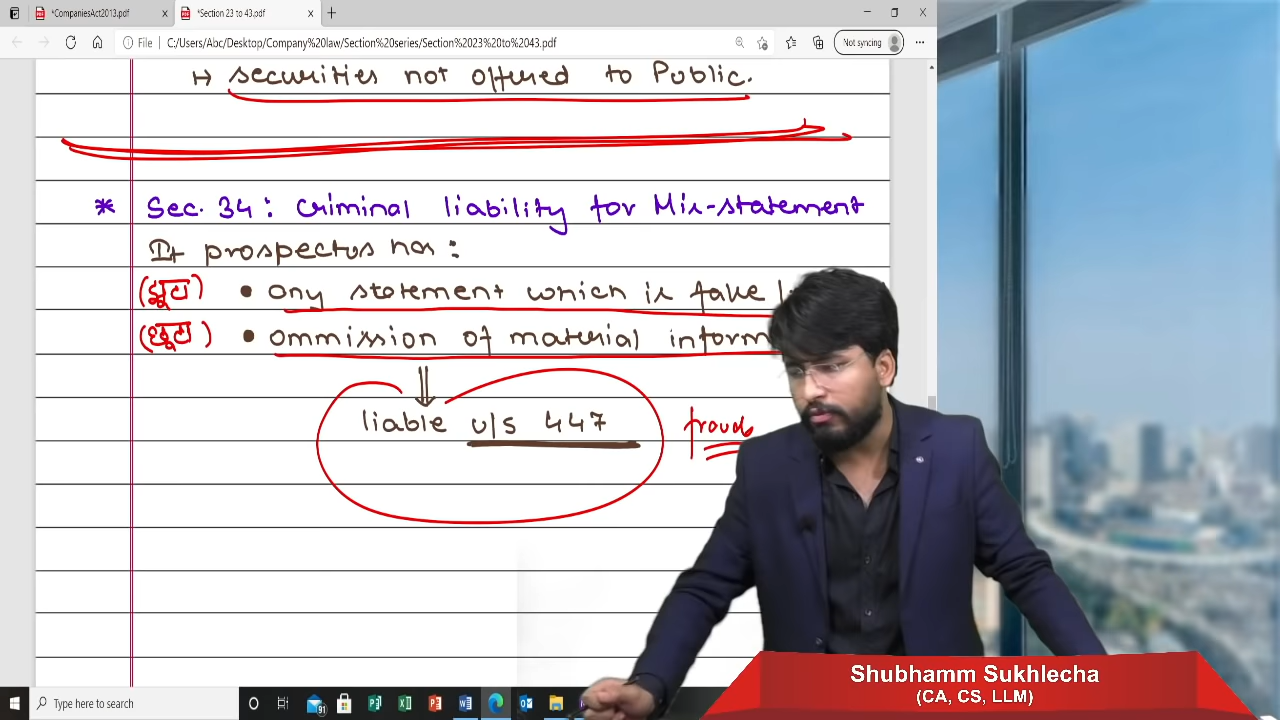 *CompaniesAct2013.pdf
*Section 23 to 43.pdf
File
C:/Users/Abc/Desktop/Company%20law/Section%20series/Section%2023%20to%2043.pdf
Not syncing
↦ securities not offered to Public.
* Sec. 34: Criminal liability for Mis-statement
If prospectus has:
(झूठा) • any statement which is fake
(छूटा) • ommission of material inform
⇓
liable u/s 447 fraud
Shubhamm Sukhlecha
(CA, CS, LLM)
Type here to search
91